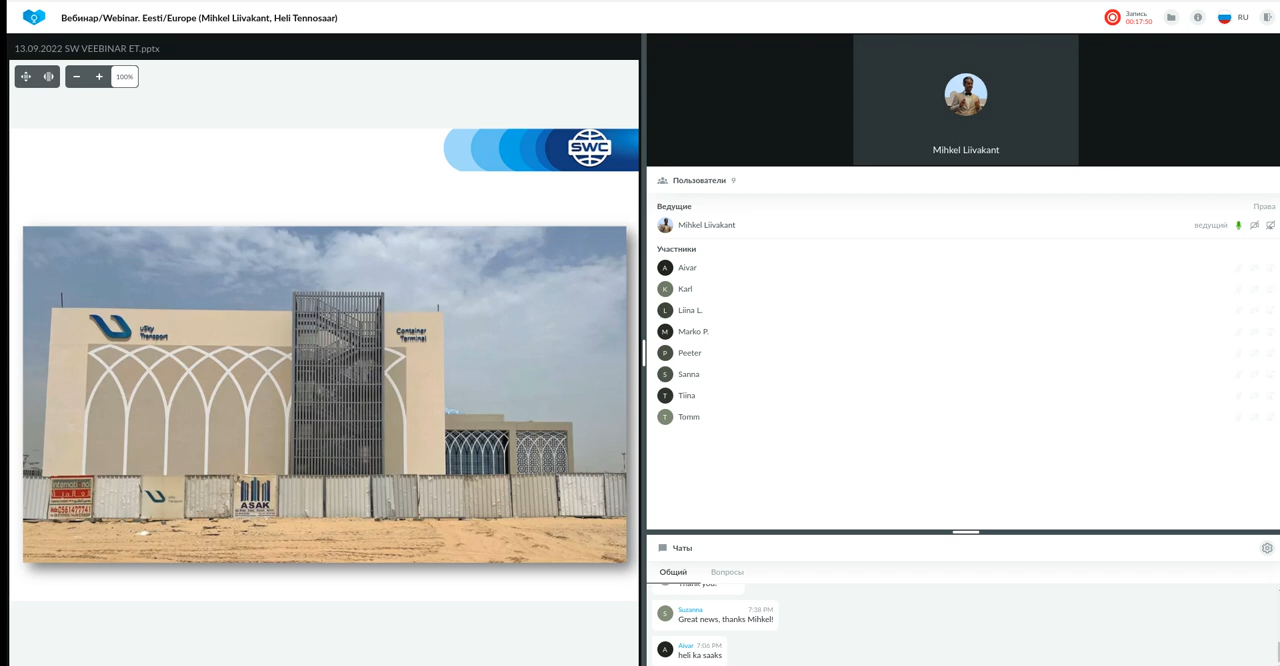 Вебинар/Webinar. Eesti/Europe (Mihkel Liivakant, Heli Tennosaar)
Запись
00:17:50
RU
13.09.2022 SW VEEBINAR ET.pptx
100%
SWC
uSky
Transport
Container
Terminal
0561477741
ASAK
Mihkel Liivakant
Пользователи 9
Ведущие
Права
Mihkel Liivakant
ведущий
Участники
A Aivar
K Karl
L Liina L.
M Marko P.
P Peeter
S Sanna
T Tiina
T Tomm
Чаты
Общий
Вопросы
Thank you!
S
Suzanna 7:38 PM
Great news, thanks Mihkel!
A
Aivar 7:06 PM
heli ka saaks